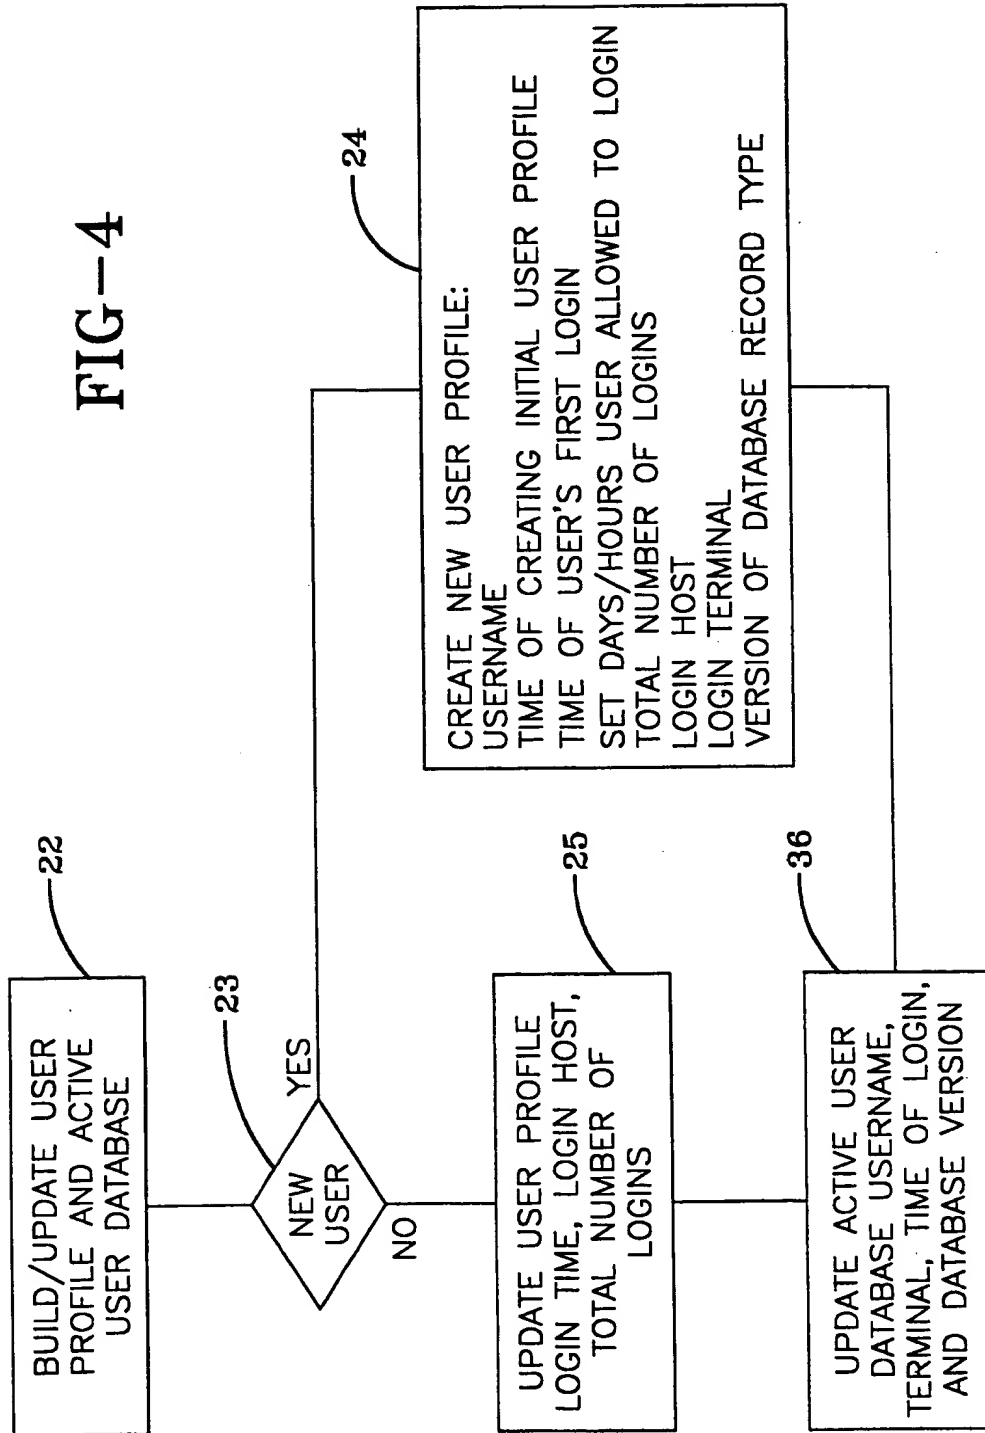 FIG-4
22
BUILD/UPDATE USER
PROFILE AND ACTIVE
USER DATABASE
23
NEW
USER
YES
NO
24
CREATE NEW USER PROFILE:
USERNAME
TIME OF CREATING INITIAL USER PROFILE
TIME OF USER'S FIRST LOGIN
SET DAYS/HOURS USER ALLOWED TO LOGIN
TOTAL NUMBER OF LOGINS
LOGIN HOST
LOGIN TERMINAL
VERSION OF DATABASE RECORD TYPE
25
UPDATE USER PROFILE
LOGIN TIME, LOGIN HOST,
TOTAL NUMBER OF
LOGINS
36
UPDATE ACTIVE USER
DATABASE USERNAME,
TERMINAL, TIME OF LOGIN,
AND DATABASE VERSION